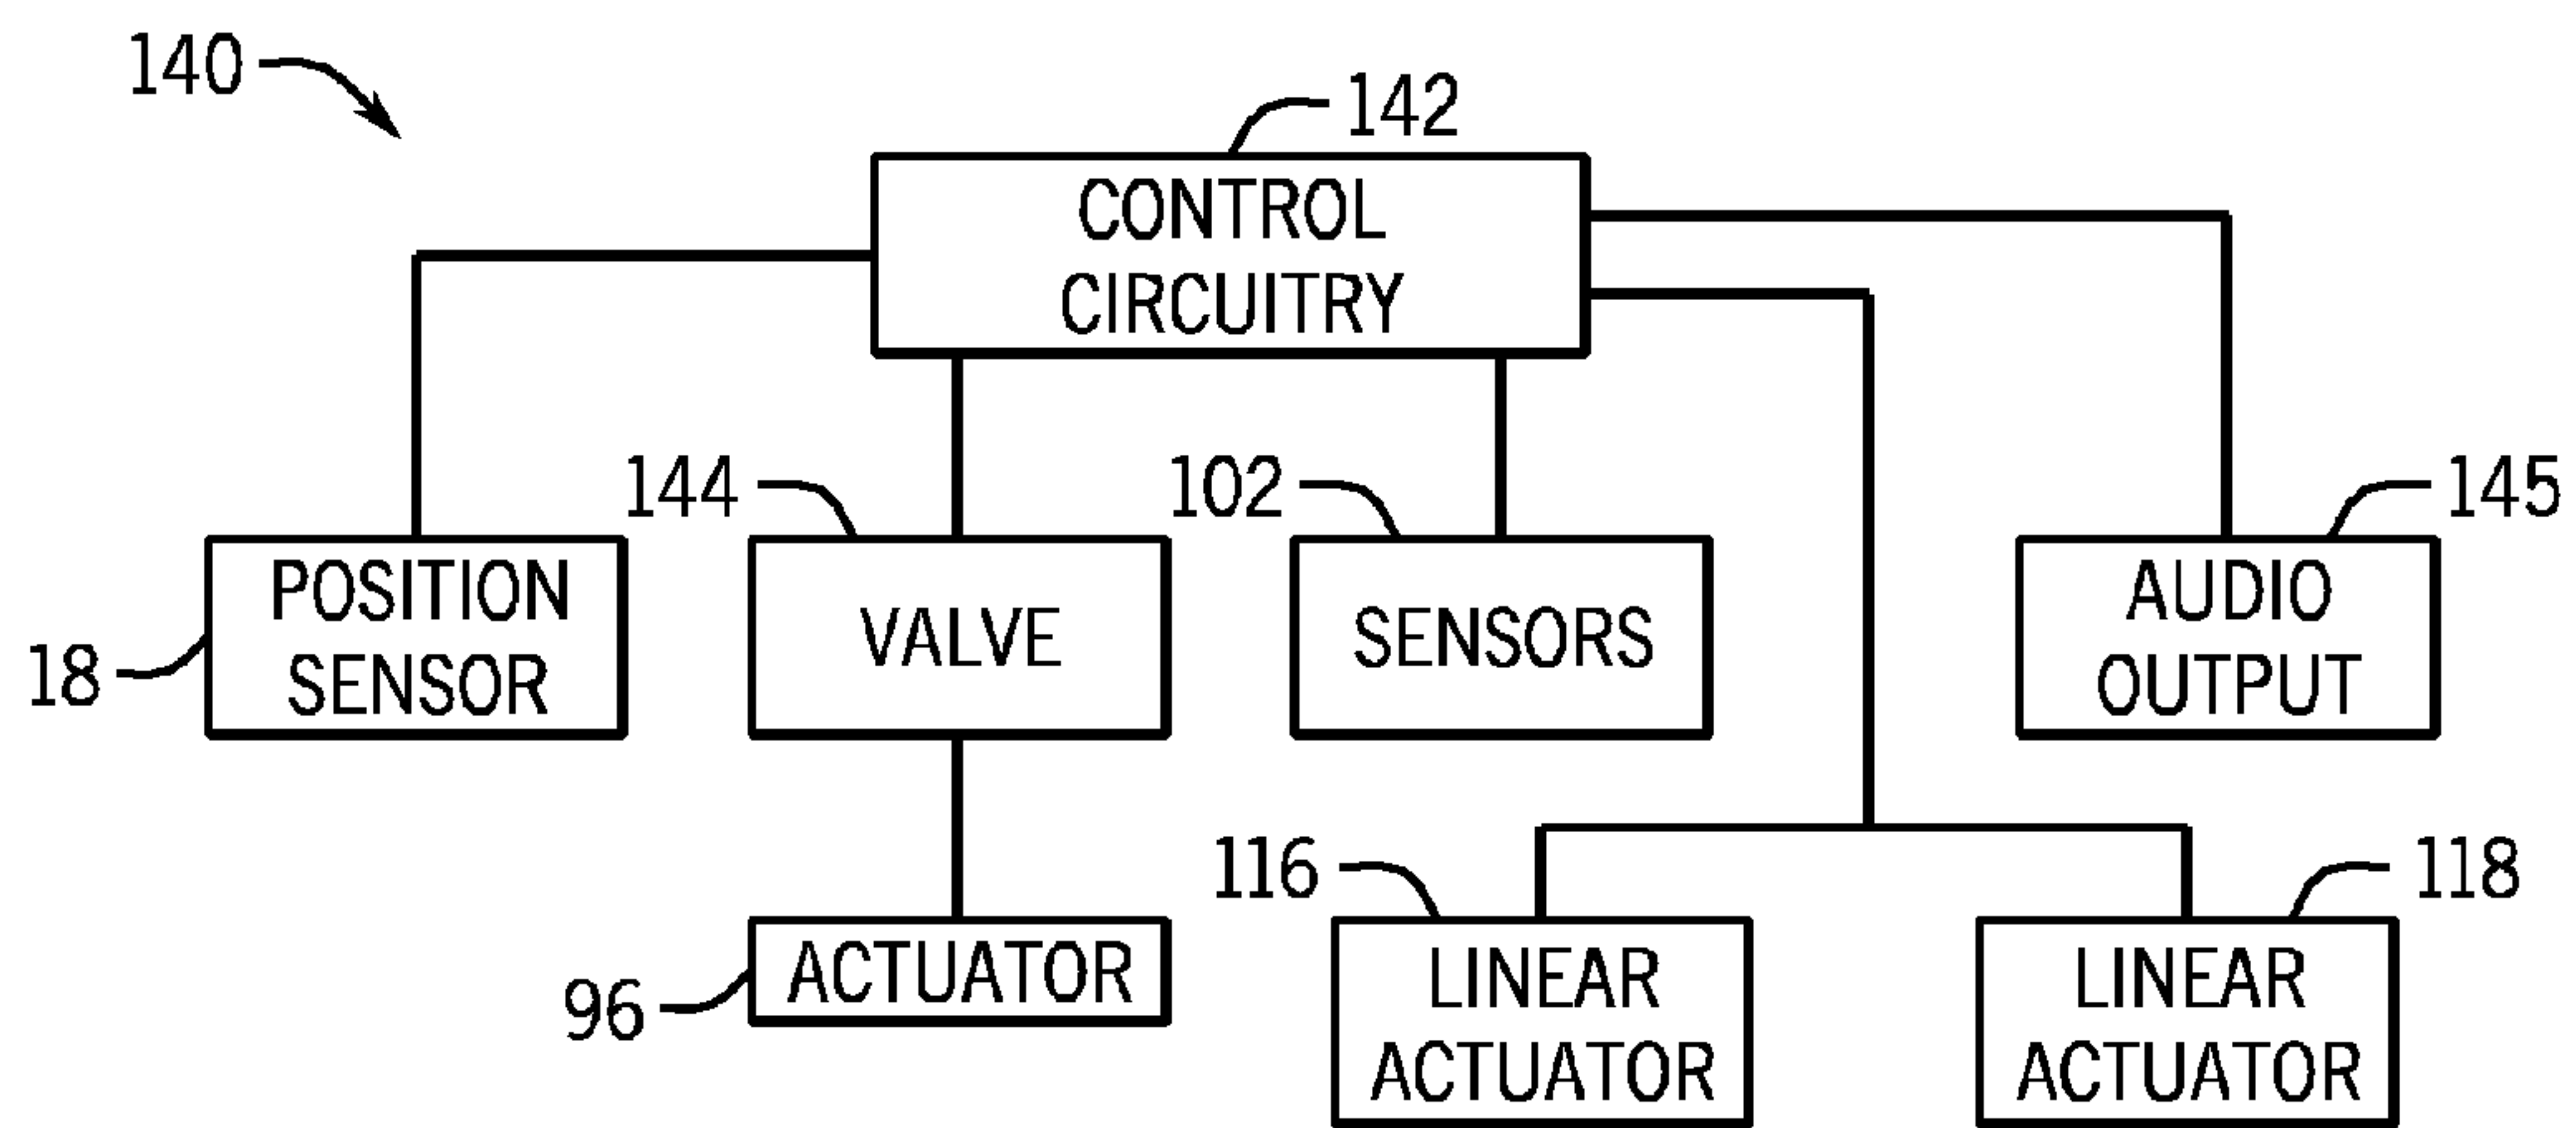 140
142
CONTROL
CIRCUITRY
144
102
145
18
POSITION
SENSOR
VALVE
SENSORS
AUDIO
OUTPUT
116
118
96
ACTUATOR
LINEAR
ACTUATOR
LINEAR
ACTUATOR